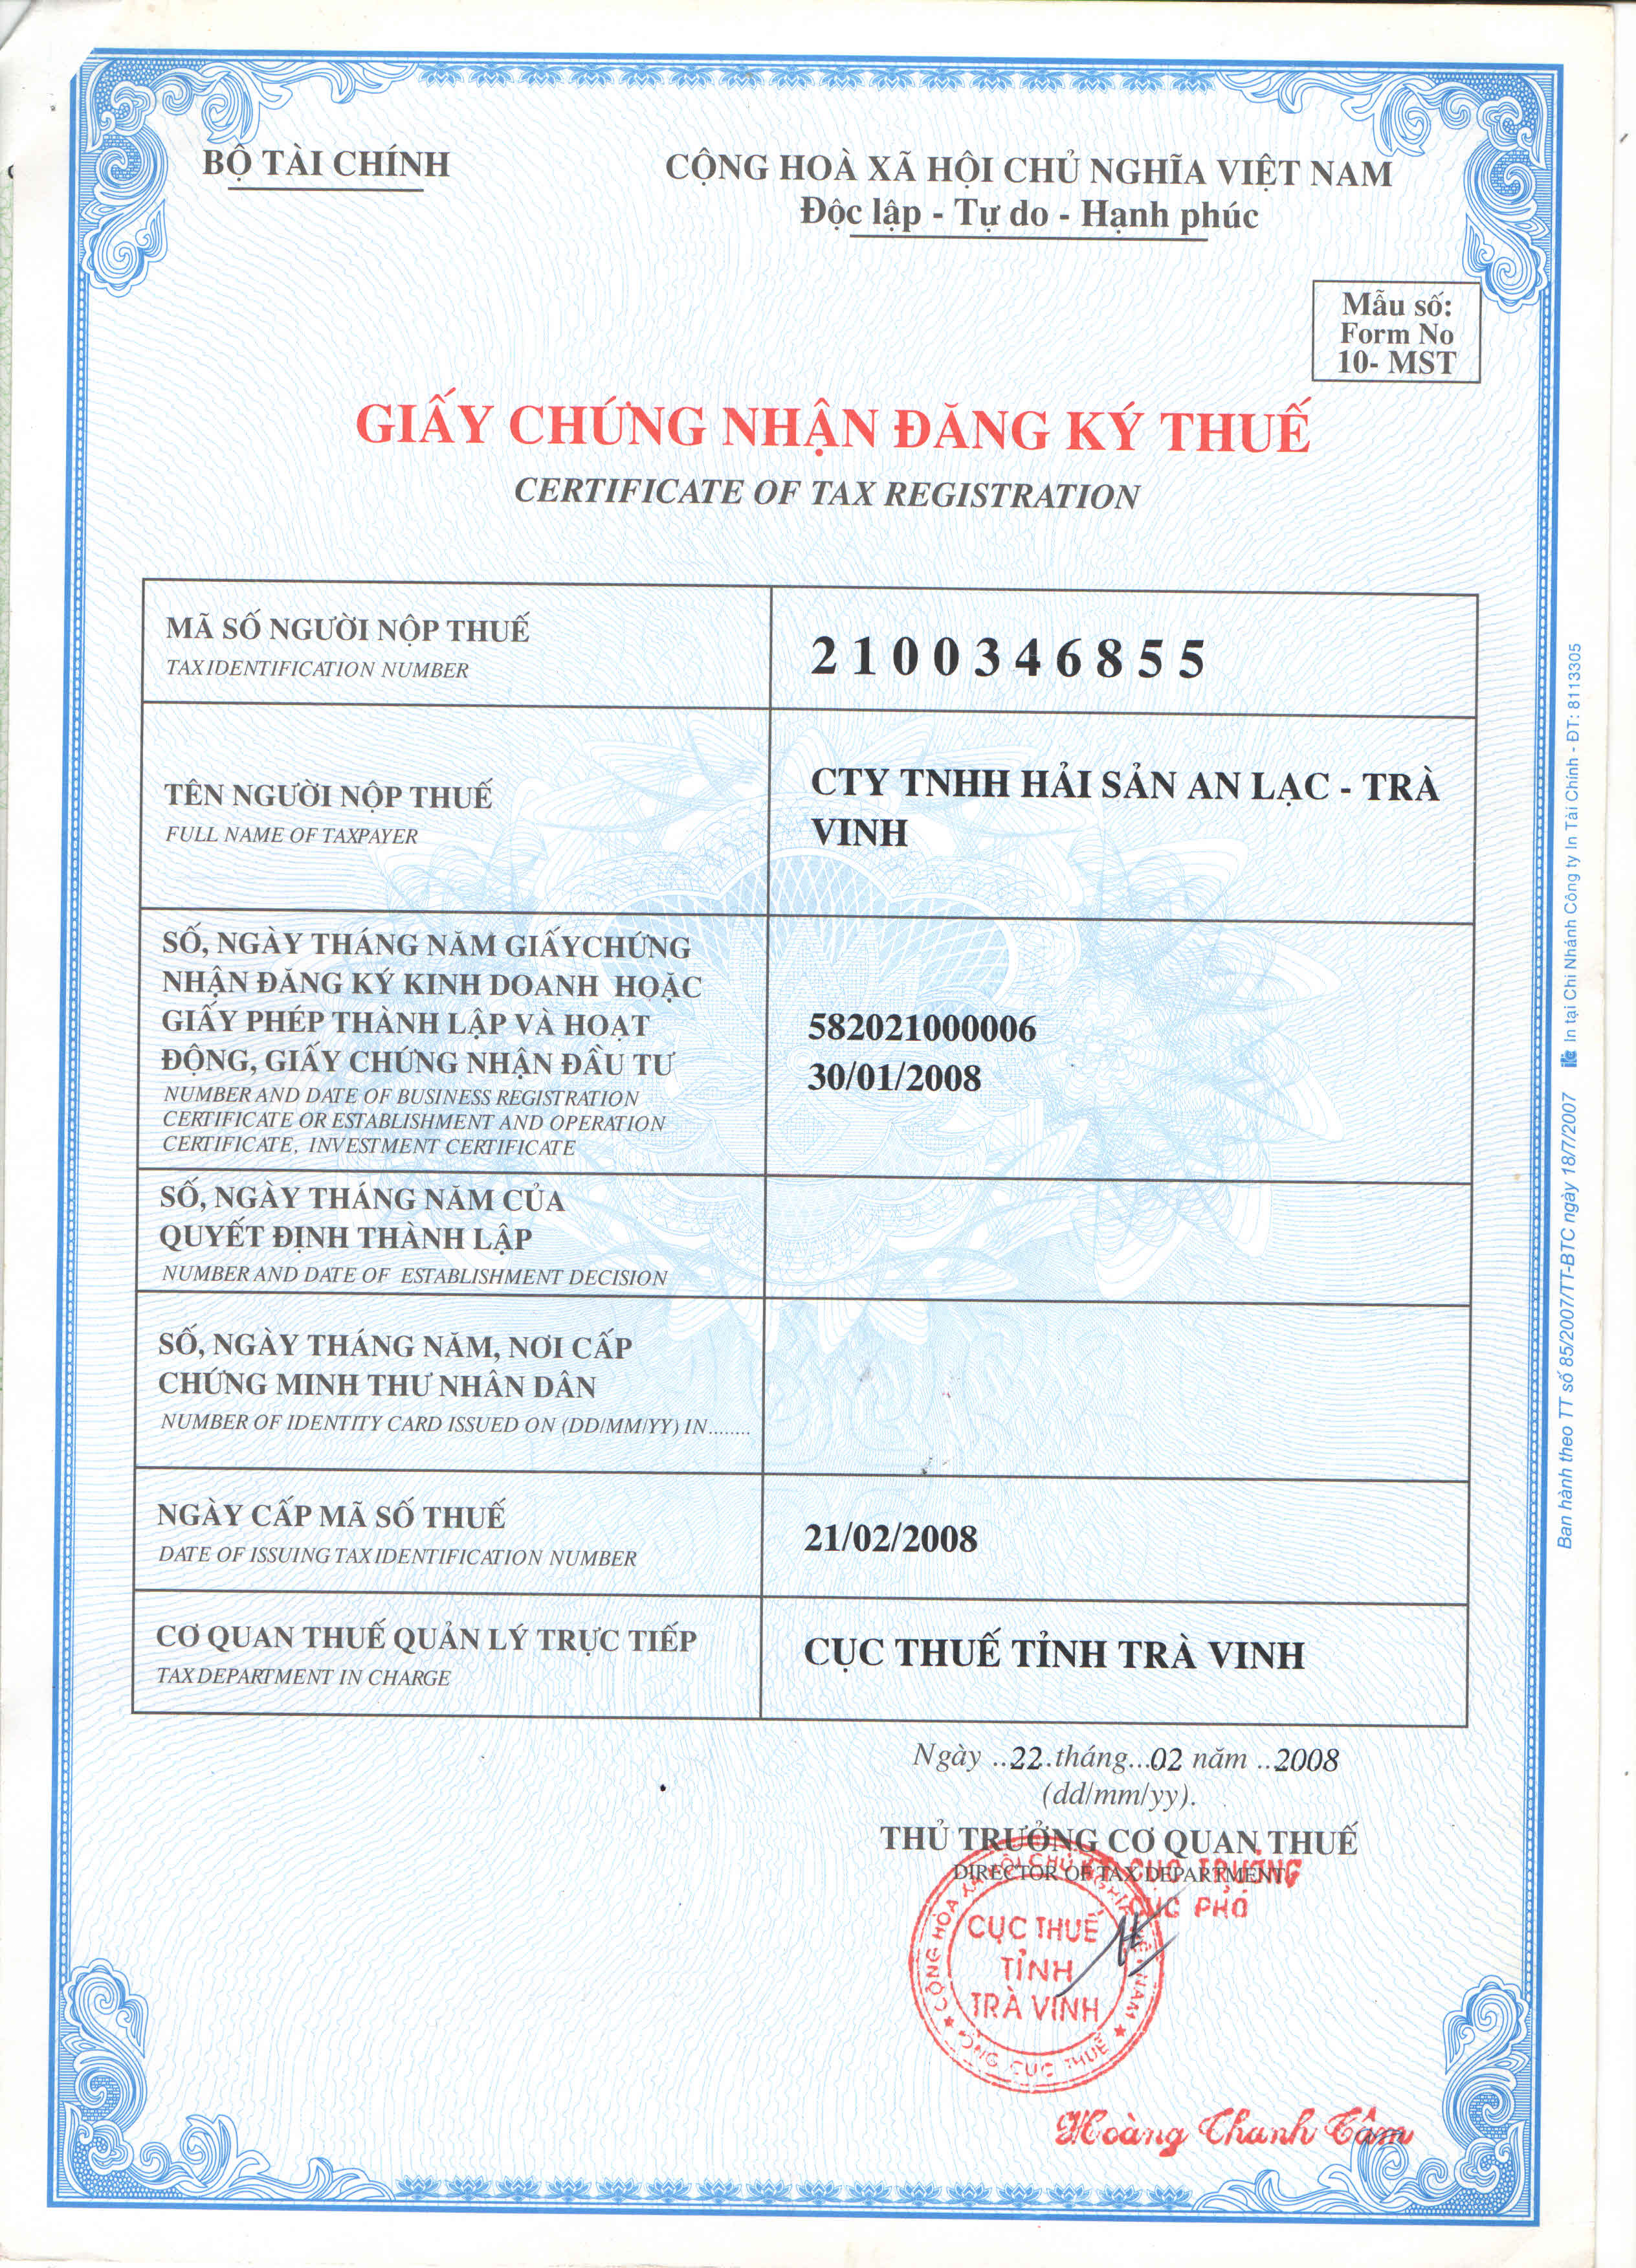 BỘ TÀI CHÍNH
CỘNG HOÀ XÃ HỘI CHỦ NGHĨA VIỆT NAM
Độc lập - Tự do - Hạnh phúc
Mẫu số:
Form No
10- MST
GIẤY CHỨNG NHẬN ĐĂNG KÝ THUẾ
CERTIFICATE OF TAX REGISTRATION
MÃ SỐ NGƯỜI NỘP THUẾ
TAX IDENTIFICATION NUMBER
2 1 0 0 3 4 6 8 5 5
TÊN NGƯỜI NỘP THUẾ
FULL NAME OF TAXPAYER
CTY TNHH HẢI SẢN AN LẠC - TRÀ
VINH
SỐ, NGÀY THÁNG NĂM GIẤYCHỨNG
NHẬN ĐĂNG KÝ KINH DOANH HOẶC
GIẤY PHÉP THÀNH LẬP VÀ HOẠT
ĐỘNG, GIẤY CHỨNG NHẬN ĐẦU TƯ
NUMBER AND DATE OF BUSINESS REGISTRATION
CERTIFICATE OR ESTABLISHMENT AND OPERATION
CERTIFICATE, INVESTMENT CERTIFICATE
582021000006
30/01/2008
SỐ, NGÀY THÁNG NĂM CỦA
QUYẾT ĐỊNH THÀNH LẬP
NUMBER AND DATE OF ESTABLISHMENT DECISION
SỐ, NGÀY THÁNG NĂM, NƠI CẤP
CHỨNG MINH THƯ NHÂN DÂN
NUMBER OF IDENTITY CARD ISSUED ON (DD/MM/YY) IN........
NGÀY CẤP MÃ SỐ THUẾ
DATE OF ISSUING TAX IDENTIFICATION NUMBER
21/02/2008
CƠ QUAN THUẾ QUẢN LÝ TRỰC TIẾP
TAX DEPARTMENT IN CHARGE
CỤC THUẾ TỈNH TRÀ VINH
Ngày ..22.tháng...02 năm ..2008
(dd/mm/yy).
THỦ TRƯỞNG CƠ QUAN THUẾ
DIRECTOR OF TAX DEPARTMENT
CỤC TRƯỞNG
CỤC PHÓ
CỤC THUẾ
TỈNH
TRÀ VINH
CỘNG HÒA XÃ HỘI CHỦ NGHĨA VIỆT NAM
CỤC THUẾ
Hoàng Thanh Tâm
Ban hành theo TT số 85/2007/TT-BTC ngày 18/7/2007 In tại Chi Nhánh Công ty In Tài Chính - ĐT: 8113305